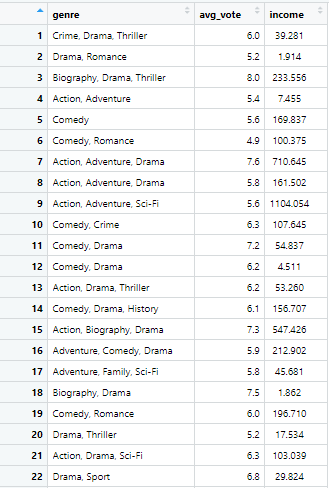 genre avg_vote income
1 Crime, Drama, Thriller 6.0 39.281
2 Drama, Romance 5.2 1.914
3 Biography, Drama, Thriller 8.0 233.556
4 Action, Adventure 5.4 7.455
5 Comedy 5.6 169.837
6 Comedy, Romance 4.9 100.375
7 Action, Adventure, Drama 7.6 710.645
8 Action, Adventure, Drama 5.8 161.502
9 Action, Adventure, Sci-Fi 5.6 1104.054
10 Comedy, Crime 6.3 107.645
11 Comedy, Drama 7.2 54.837
12 Comedy, Drama 6.2 4.511
13 Action, Drama, Thriller 6.2 53.260
14 Comedy, Drama, History 6.1 156.707
15 Action, Biography, Drama 7.3 547.426
16 Adventure, Comedy, Drama 5.9 212.902
17 Adventure, Family, Sci-Fi 5.8 45.681
18 Biography, Drama 7.5 1.862
19 Comedy, Romance 6.0 196.710
20 Drama, Thriller 5.2 17.534
21 Action, Drama, Sci-Fi 6.3 103.039
22 Drama, Sport 6.8 29.824